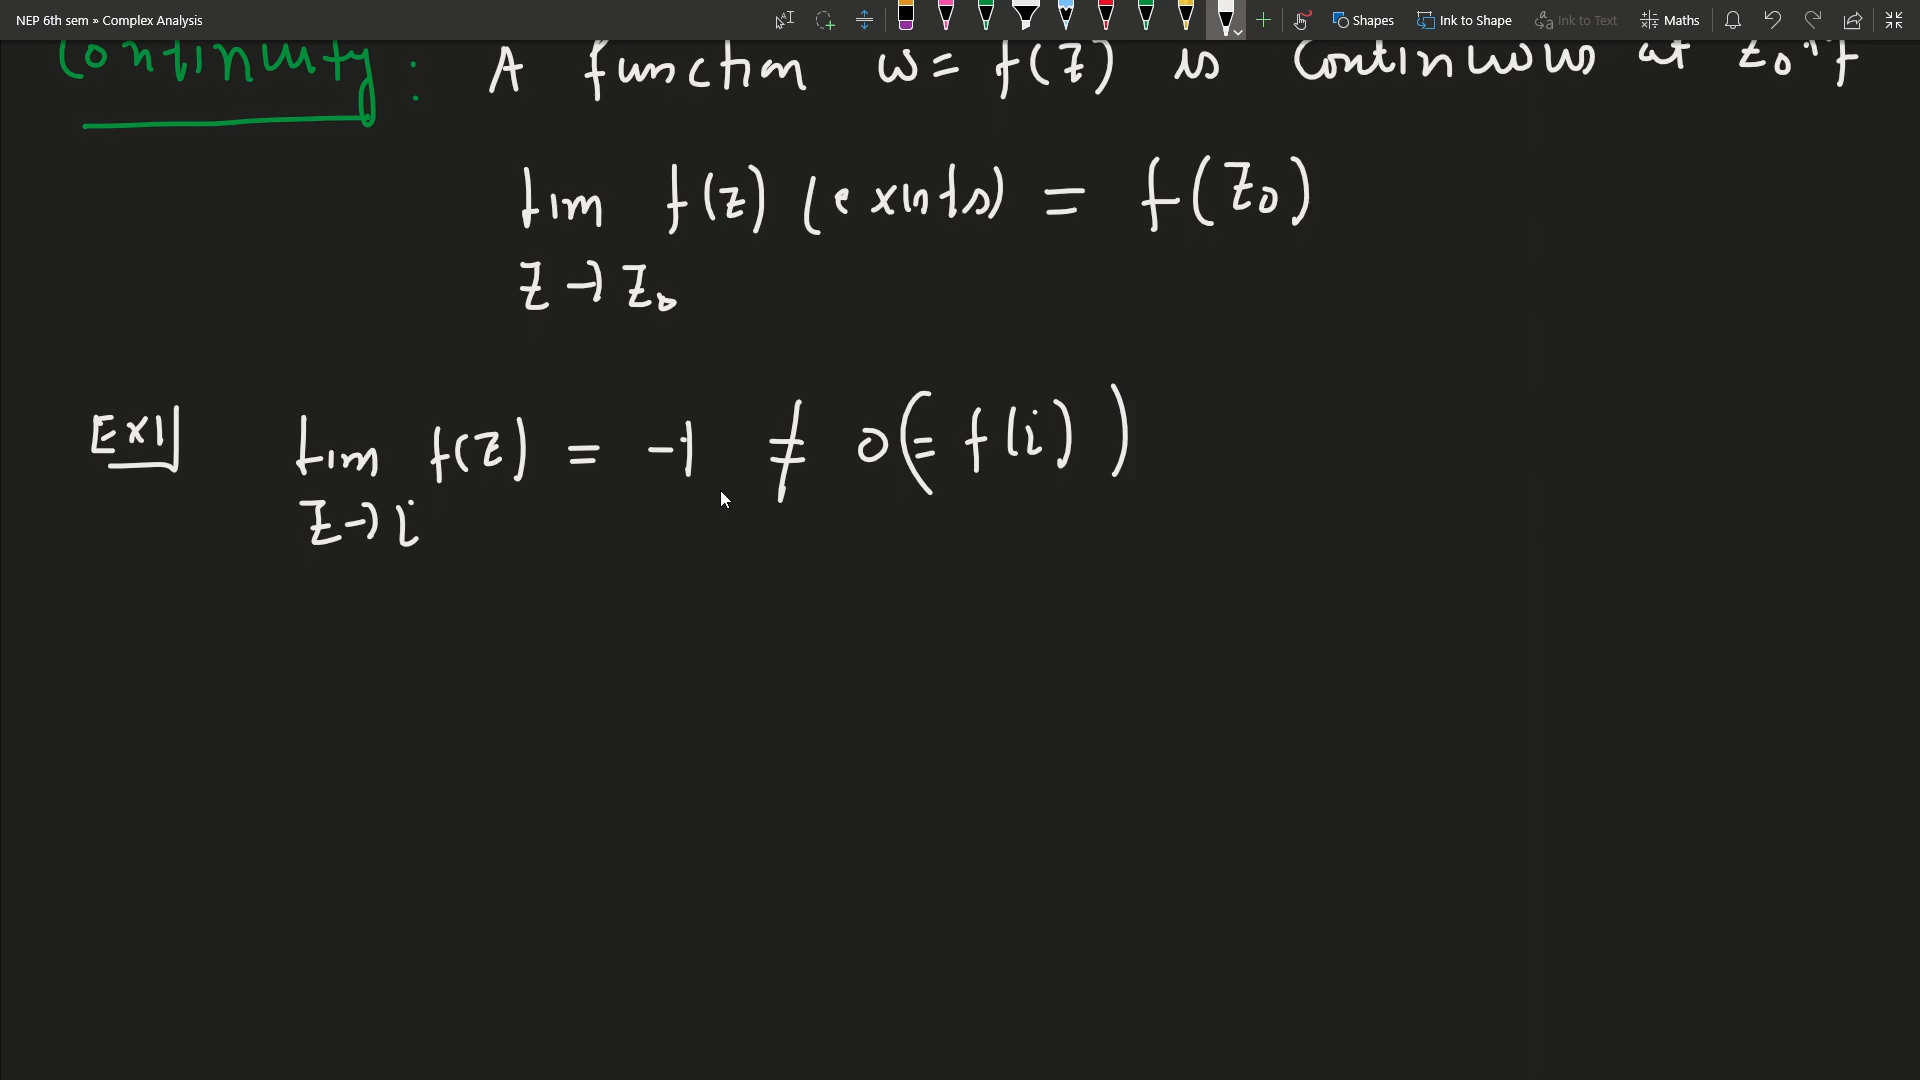 NEP 6th sem » Complex Analysis
Shapes Ink to Shape Ink to Text Maths
Continuity : A function w = f(z) is continuous at z₀ if
lim f(z) (exists) = f(z₀)
z → z₀
Ex1 lim f(z) = -1 ≠ 0 (= f(i))
z → i